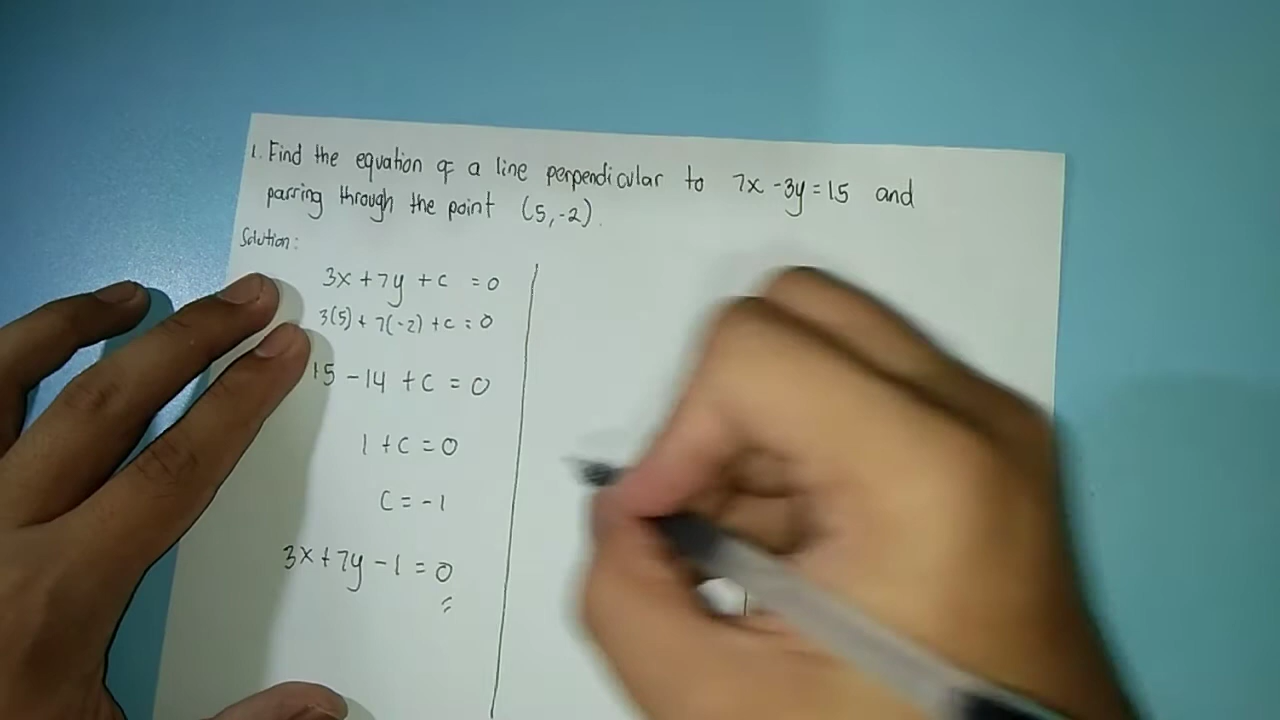 1. Find the equation of a line perpendicular to 7x - 3y = 15 and
passing through the point (5, -2).
Solution:
3x + 7y + c = 0
3(5) + 7(-2) + c = 0
15 - 14 + c = 0
1 + c = 0
c = -1
3x + 7y - 1 = 0